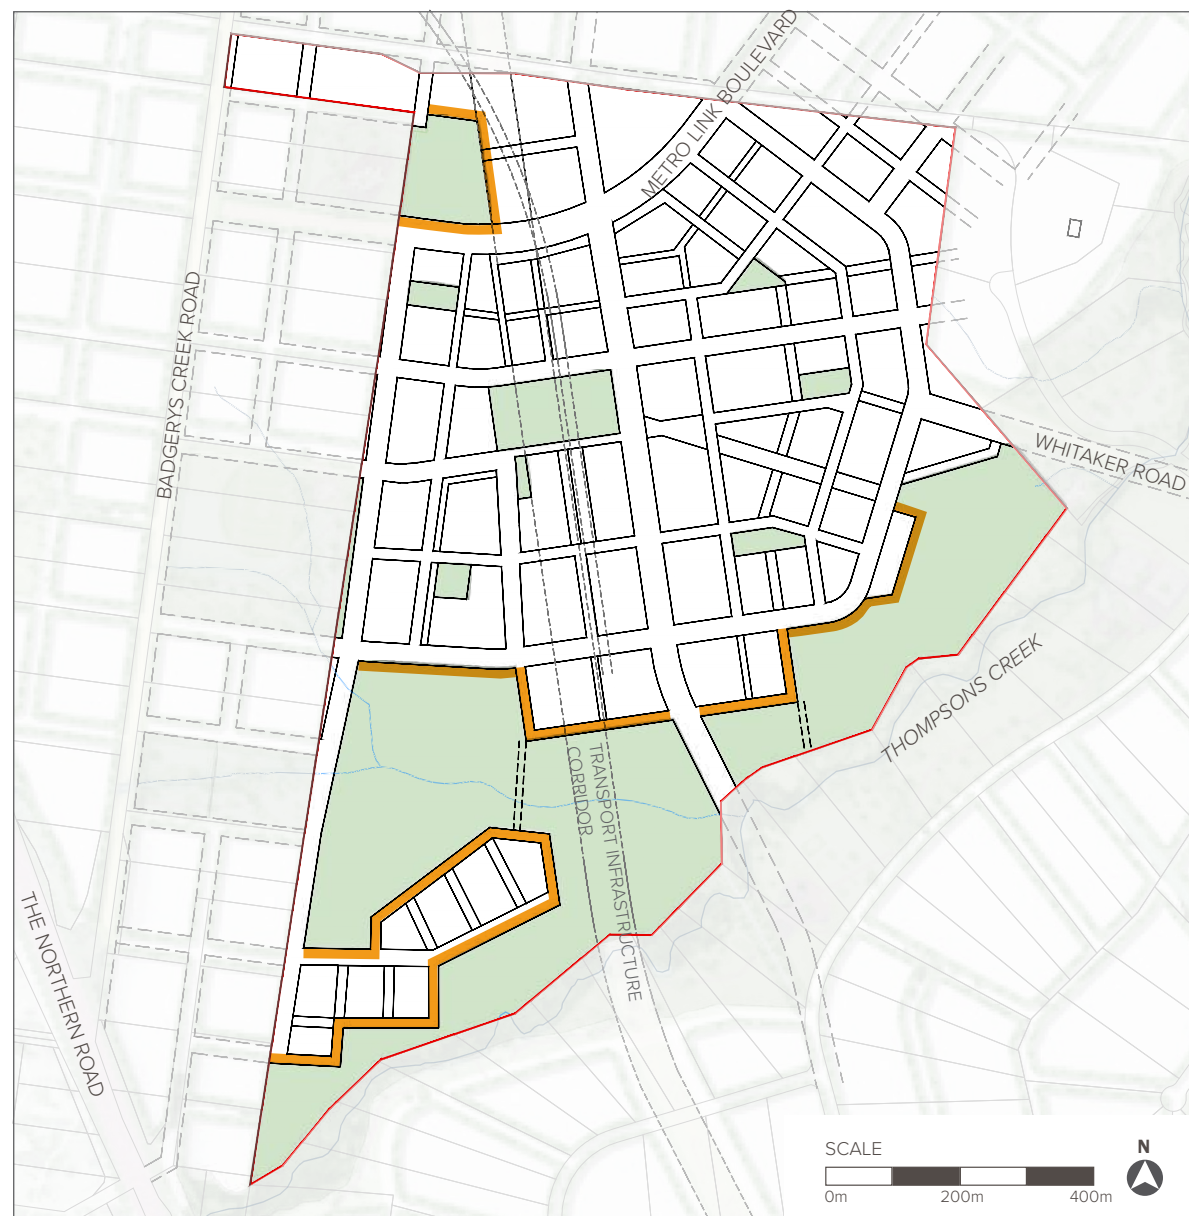 METRO LINK BOULEVARD
BADGERYS CREEK ROAD
WHITAKER ROAD
THOMPSONS CREEK
TRANSPORT INFRASTRUCTURE
CORRIDOR
THE NORTHERN ROAD
SCALE
N
0m 200m 400m